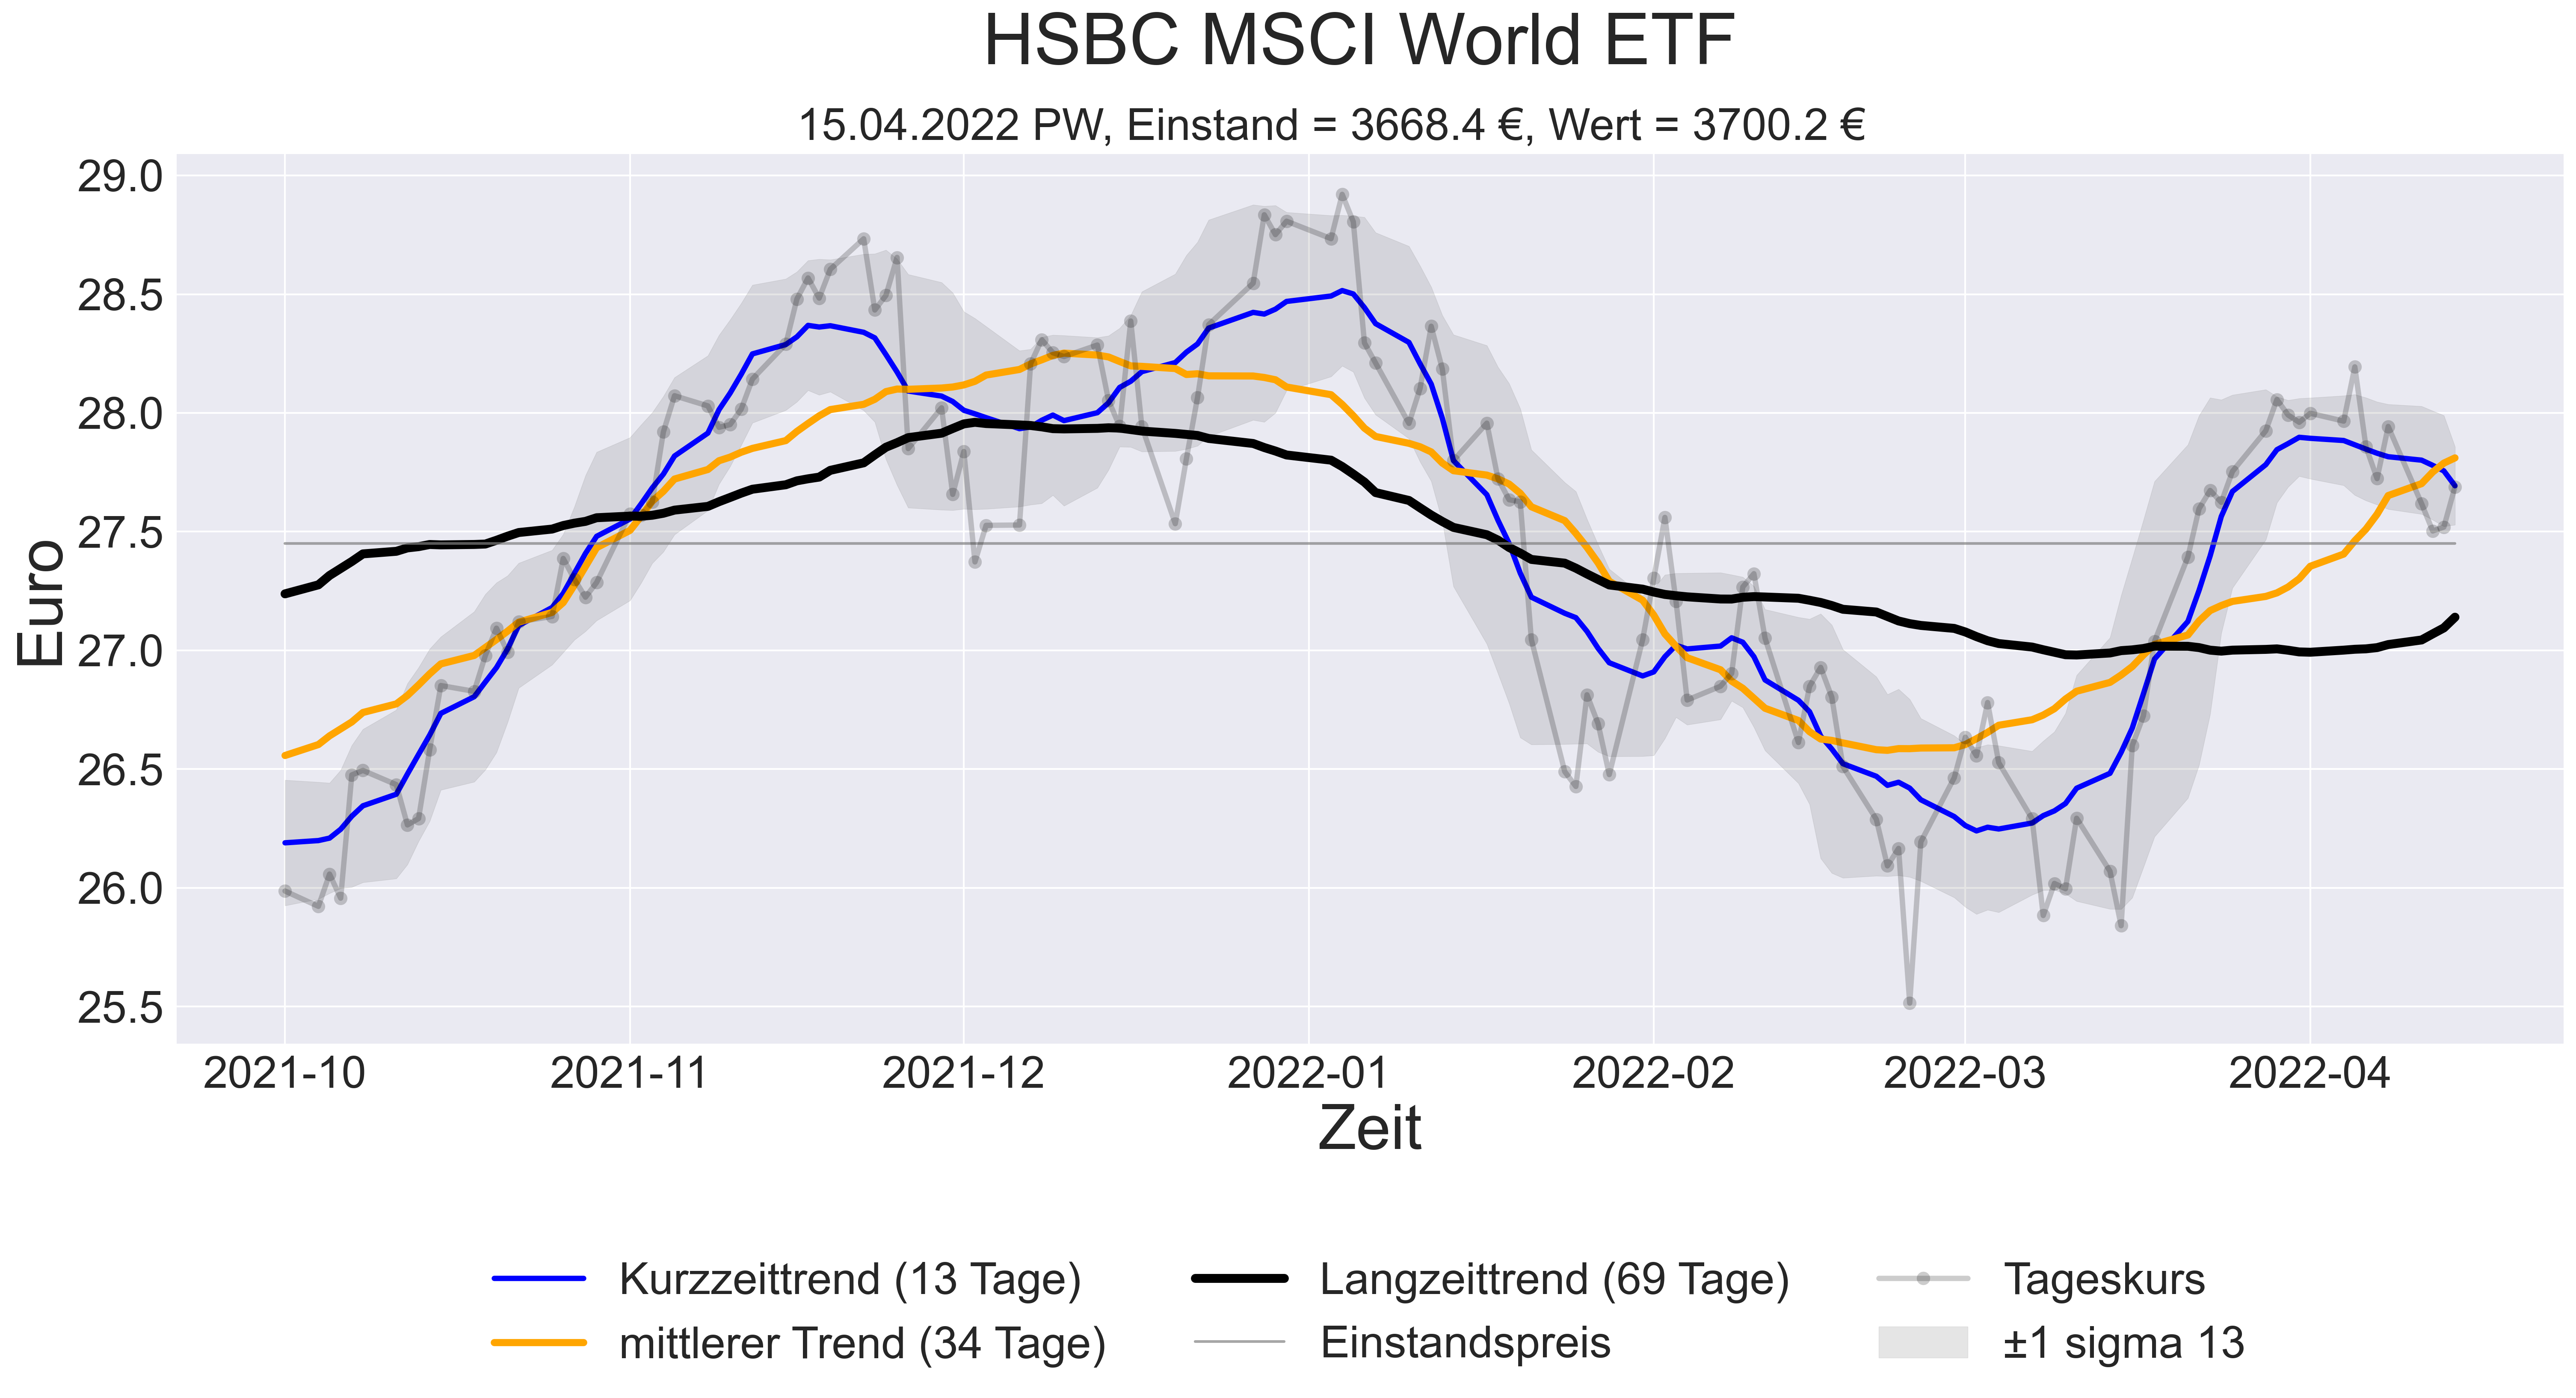 HSBC MSCI World ETF
15.04.2022 PW, Einstand = 3668.4 €, Wert = 3700.2 €
29.0
28.5
28.0
27.5
27.0
26.5
26.0
25.5
Euro
2021-10 2021-11 2021-12 2022-01 2022-02 2022-03 2022-04
Zeit
Kurzzeittrend (13 Tage) Langzeittrend (69 Tage) Tageskurs
mittlerer Trend (34 Tage) Einstandspreis ±1 sigma 13